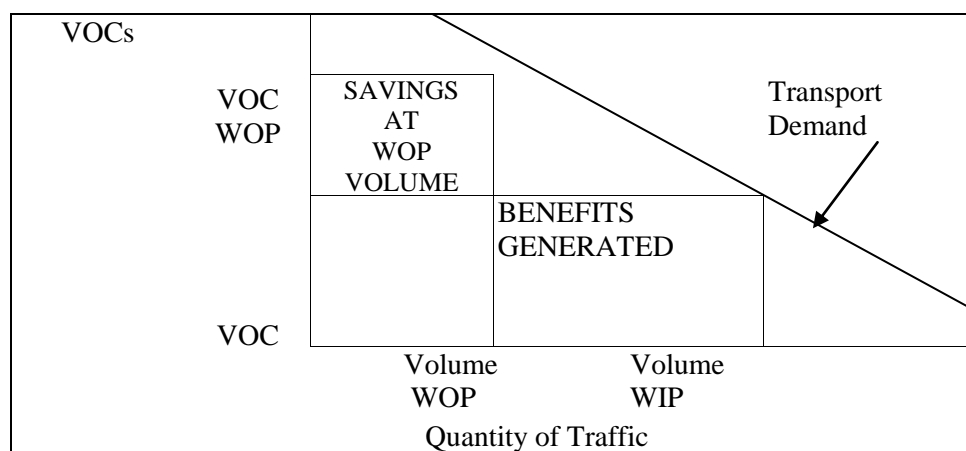 VOCs
VOC
WOP
SAVINGS
AT
WOP
VOLUME
Transport
Demand
BENEFITS
GENERATED
VOC
Volume
WOP
Volume
WIP
Quantity of Traffic